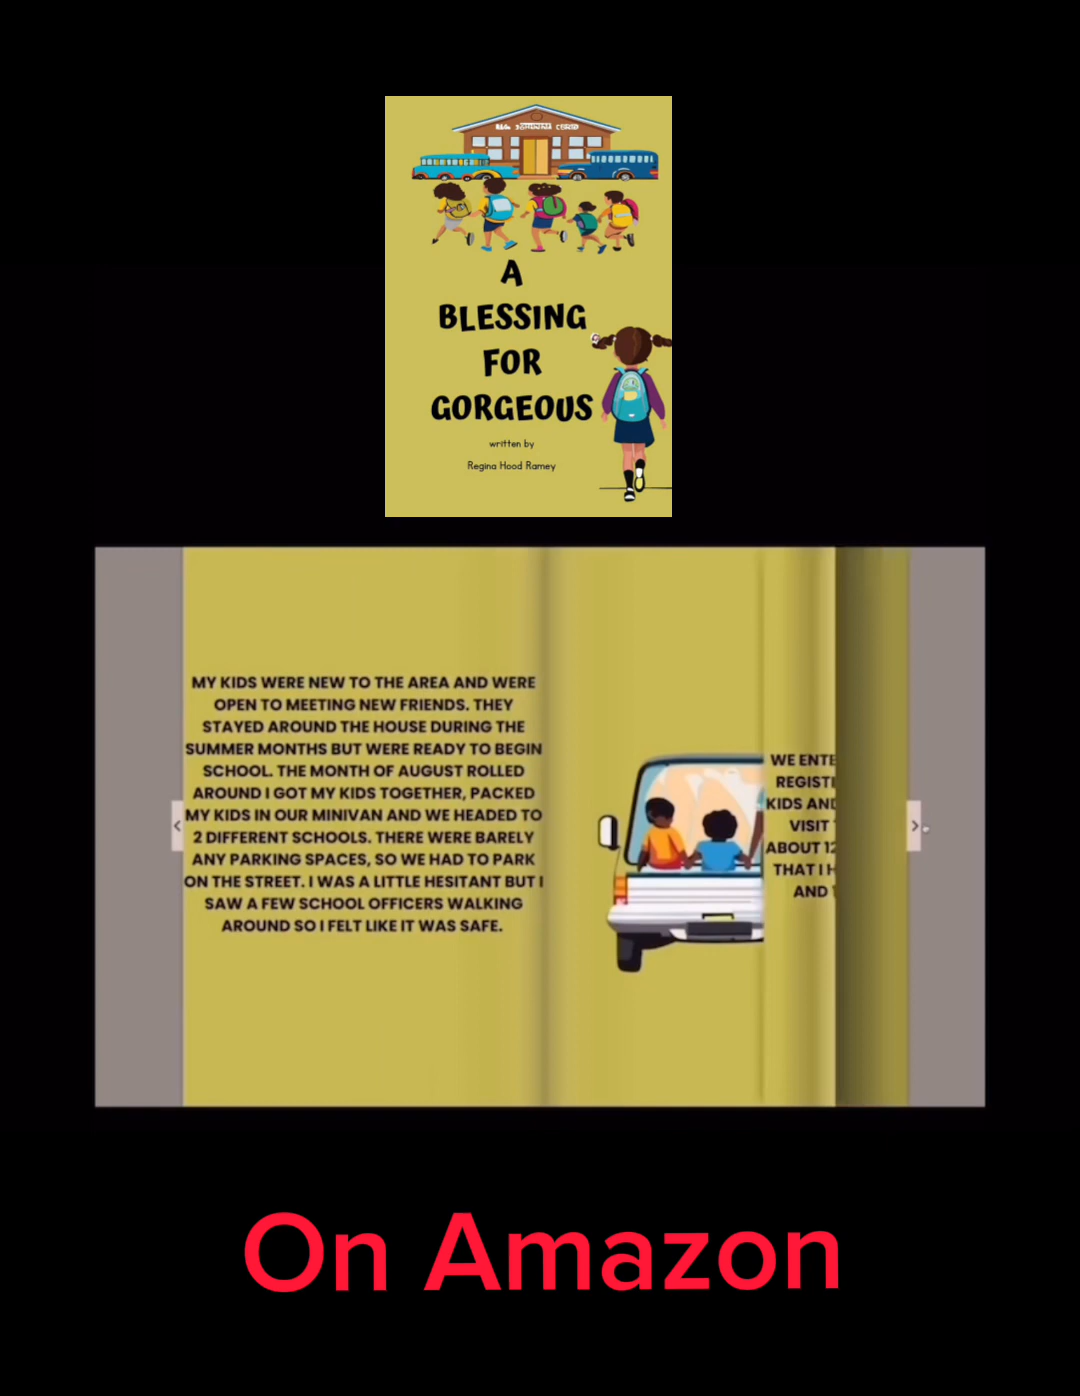 A
BLESSING
FOR
GORGEOUS
written by
Regina Hood Ramey
MY KIDS WERE NEW TO THE AREA AND WERE
OPEN TO MEETING NEW FRIENDS. THEY
STAYED AROUND THE HOUSE DURING THE
SUMMER MONTHS BUT WERE READY TO BEGIN
SCHOOL. THE MONTH OF AUGUST ROLLED
AROUND I GOT MY KIDS TOGETHER, PACKED
MY KIDS IN OUR MINIVAN AND WE HEADED TO
2 DIFFERENT SCHOOLS. THERE WERE BARELY
ANY PARKING SPACES, SO WE HAD TO PARK
ON THE STREET. I WAS A LITTLE HESITANT BUT I
SAW A FEW SCHOOL OFFICERS WALKING
AROUND SO I FELT LIKE IT WAS SAFE.
WE ENTE
REGIST
KIDS AND
VISIT
ABOUT 12
THAT I H
AND
On Amazon